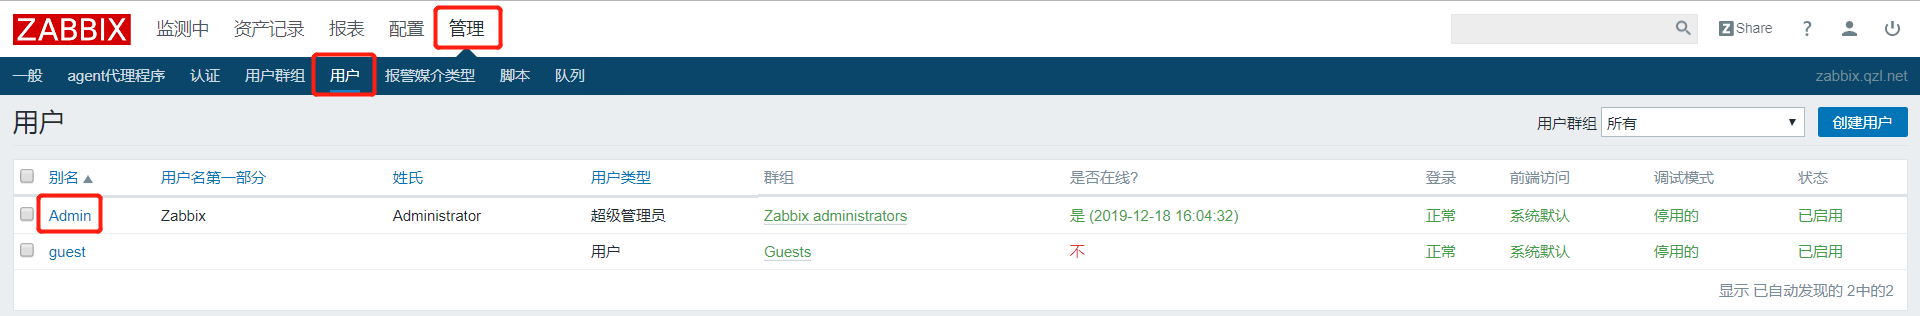 ZABBIX 监测中 资产记录 报表 配置 管理 Z Share ?
一般 agent代理程序 认证 用户群组 用户 报警媒介类型 脚本 队列 zabbix.qzl.net
用户 用户群组 所有 创建用户
别名 用户名第一部分 姓氏 用户类型 群组 是否在线? 登录 前端访问 调试模式 状态
Admin Zabbix Administrator 超级管理员 Zabbix administrators 是 (2019-12-18 16:04:32) 正常 系统默认 停用的 已启用
guest 用户 Guests 不 正常 系统默认 停用的 已启用
显示 已自动发现的 2中的2